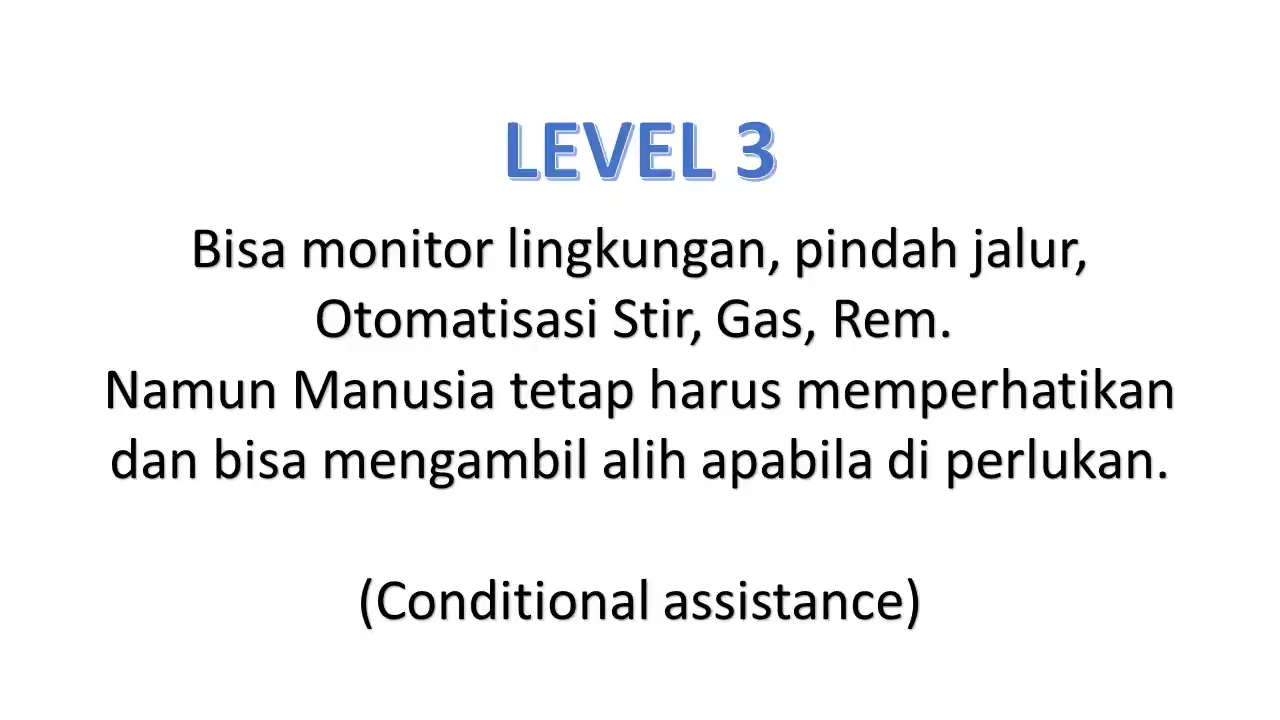 LEVEL 3
Bisa monitor lingkungan, pindah jalur,
Otomatisasi Stir, Gas, Rem.
Namun Manusia tetap harus memperhatikan
dan bisa mengambil alih apabila di perlukan.
(Conditional assistance)